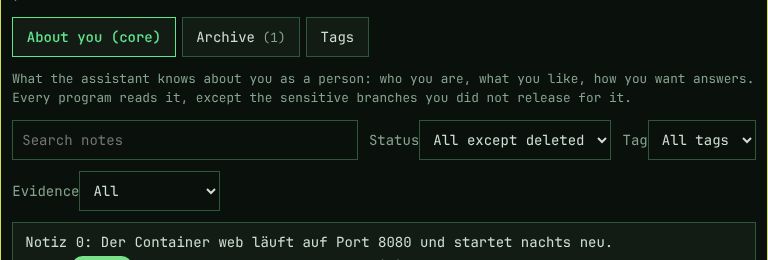 About you (core) Archive (1) Tags
What the assistant knows about you as a person: who you are, what you like, how you want answers.
Every program reads it, except the sensitive branches you did not release for it.
Search notes Status All except deleted Tag All tags
Evidence All
Notiz 0: Der Container web läuft auf Port 8080 und startet nachts neu.